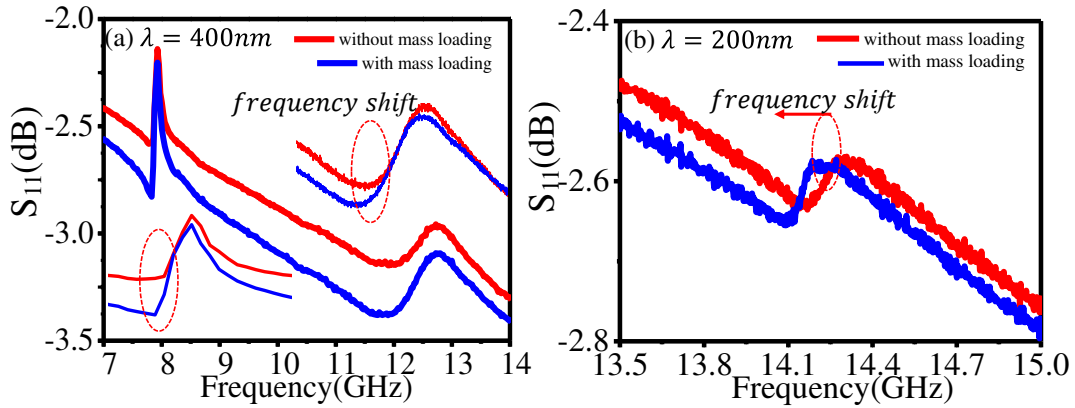 (a) λ = 400nm
without mass loading
with mass loading
frequency shift
S11(dB)
-2.0
-2.5
-3.0
-3.5
7 8 9 10 11 12 13 14
Frequency(GHz)
(b) λ = 200nm
without mass loading
with mass loading
frequency shift
S11(dB)
-2.4
-2.6
-2.8
13.5 13.8 14.1 14.4 14.7 15.0
Frequency(GHz)